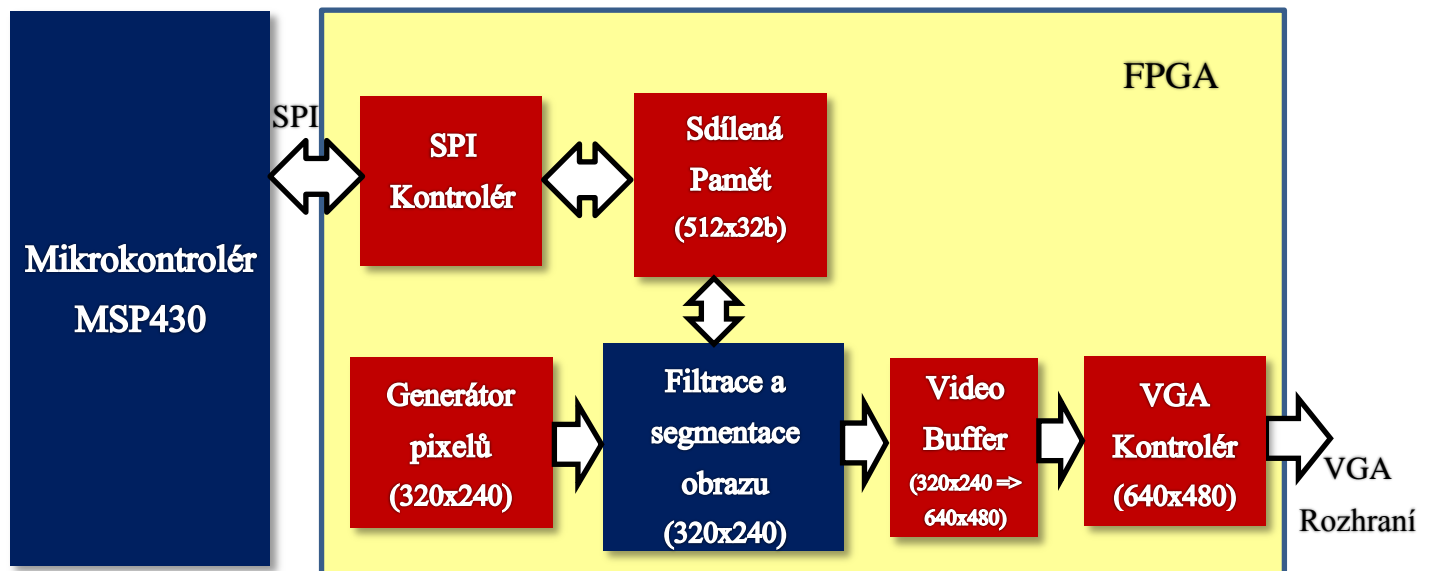 FPGA
SPI
Mikrokontrolér
MSP430
SPI
Kontrolér
Sdílená
Pamět
(512x32b)
Generátor
pixelů
(320x240)
Filtrace a
segmentace
obrazu
(320x240)
Video
Buffer
(320x240 =>
640x480)
VGA
Kontrolér
(640x480)
VGA
Rozhraní